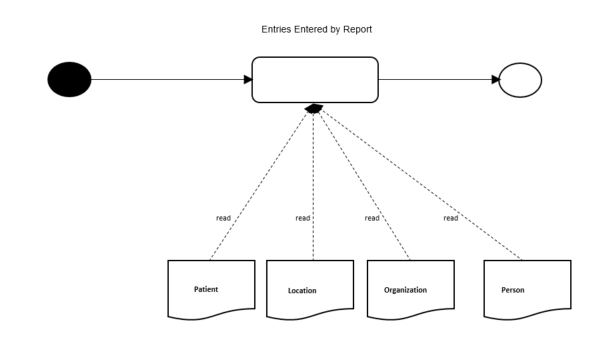 Entries Entered by Report
read
read
read
read
Patient
Location
Organization
Person